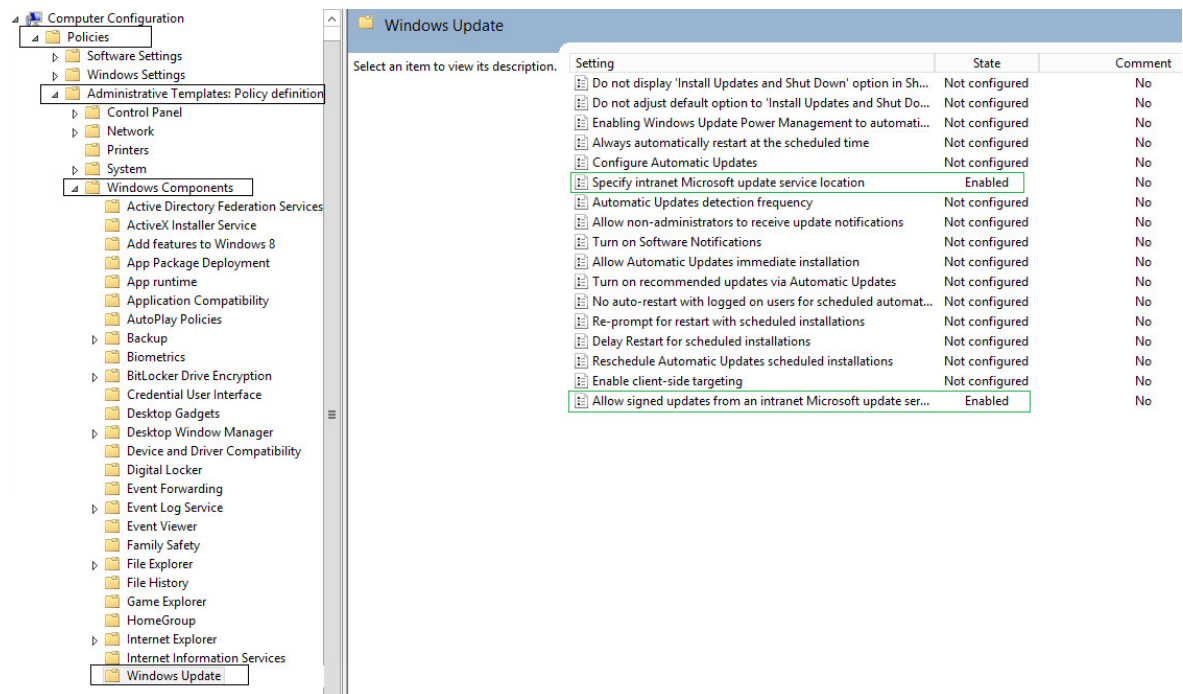 Computer Configuration
Policies
Software Settings
Windows Settings
Administrative Templates: Policy definition
Control Panel
Network
Printers
System
Windows Components
Active Directory Federation Services
ActiveX Installer Service
Add features to Windows 8
App Package Deployment
App runtime
Application Compatibility
AutoPlay Policies
Backup
Biometrics
BitLocker Drive Encryption
Credential User Interface
Desktop Gadgets
Desktop Window Manager
Device and Driver Compatibility
Digital Locker
Event Forwarding
Event Log Service
Event Viewer
Family Safety
File Explorer
File History
Game Explorer
HomeGroup
Internet Explorer
Internet Information Services
Windows Update
Windows Update
Select an item to view its description.
Setting State Comment
Do not display 'Install Updates and Shut Down' option in Sh... Not configured No
Do not adjust default option to 'Install Updates and Shut Do... Not configured No
Enabling Windows Update Power Management to automati... Not configured No
Always automatically restart at the scheduled time Not configured No
Configure Automatic Updates Not configured No
Specify intranet Microsoft update service location Enabled No
Automatic Updates detection frequency Not configured No
Allow non-administrators to receive update notifications Not configured No
Turn on Software Notifications Not configured No
Allow Automatic Updates immediate installation Not configured No
Turn on recommended updates via Automatic Updates Not configured No
No auto-restart with logged on users for scheduled automat... Not configured No
Re-prompt for restart with scheduled installations Not configured No
Delay Restart for scheduled installations Not configured No
Reschedule Automatic Updates scheduled installations Not configured No
Enable client-side targeting Not configured No
Allow signed updates from an intranet Microsoft update ser... Enabled No